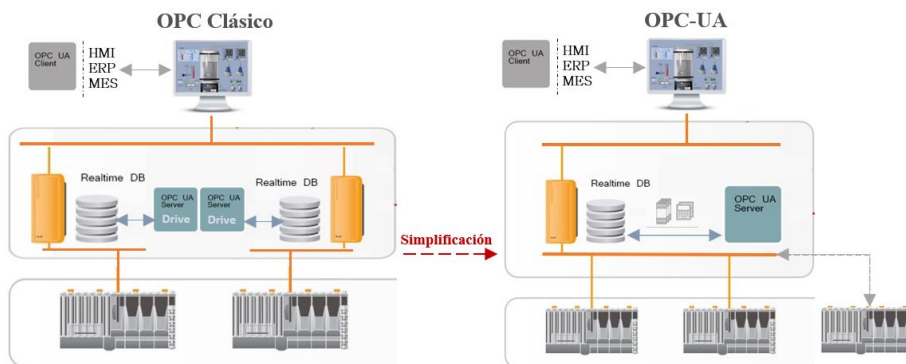 OPC Clásico
OPC UA
Client
HMI
ERP
MES
Realtime DB
OPC UA
Server
Drive
OPC UA
Server
Drive
Realtime DB
Simplificación
OPC-UA
OPC UA
Client
HMI
ERP
MES
Realtime DB
OPC UA
Server